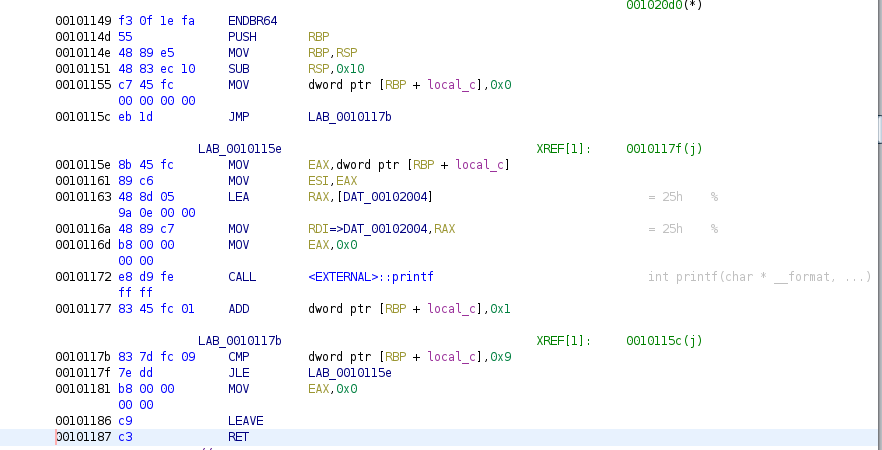 001020d0(*)
00101149 f3 0f 1e fa ENDBR64
0010114d 55 PUSH RBP
0010114e 48 89 e5 MOV RBP,RSP
00101151 48 83 ec 10 SUB RSP,0x10
00101155 c7 45 fc MOV dword ptr [RBP + local_c],0x0
00 00 00 00
0010115c eb 1d JMP LAB_0010117b
LAB_0010115e XREF[1]: 0010117f(j)
0010115e 8b 45 fc MOV EAX,dword ptr [RBP + local_c]
00101161 89 c6 MOV ESI,EAX
00101163 48 8d 05 LEA RAX,[DAT_00102004] = 25h %
9a 0e 00 00
0010116a 48 89 c7 MOV RDI=>DAT_00102004,RAX = 25h %
0010116d b8 00 00 MOV EAX,0x0
00 00
00101172 e8 d9 fe CALL <EXTERNAL>::printf int printf(char * __format, ...)
ff ff
00101177 83 45 fc 01 ADD dword ptr [RBP + local_c],0x1
LAB_0010117b XREF[1]: 0010115c(j)
0010117b 83 7d fc 09 CMP dword ptr [RBP + local_c],0x9
0010117f 7e dd JLE LAB_0010115e
00101181 b8 00 00 MOV EAX,0x0
00 00
00101186 c9 LEAVE
00101187 c3 RET